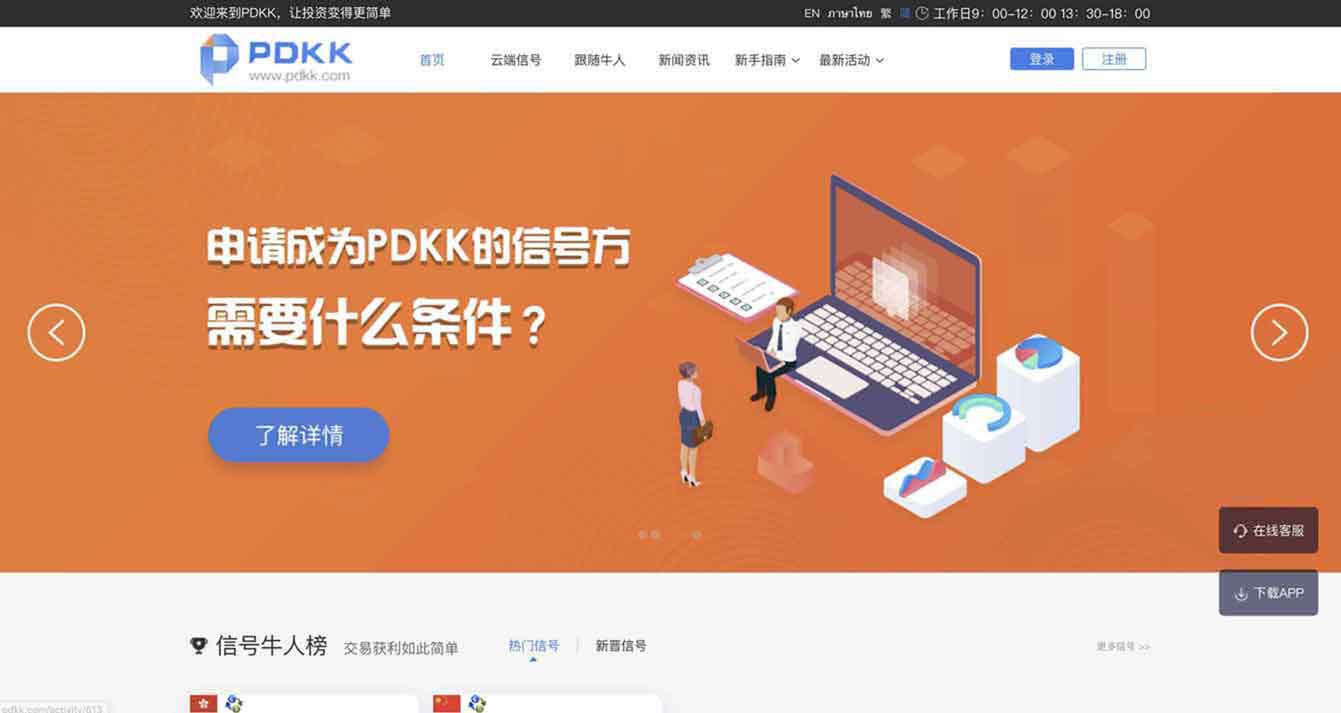 欢迎来到PDKK，让投资变得更简单
EN ภาษาไทย 繁 简 工作日9：00-12：00 13：30-18：00
PDKK
www.pdkk.com
首页 云端信号 跟随牛人 新闻资讯 新手指南 最新活动
登录 注册
申请成为PDKK的信号方
需要什么条件？
了解详情
在线客服
下载APP
信号牛人榜 交易获利如此简单 热门信号 新晋信号 更多信号 >>
pdkk.com/activity/613